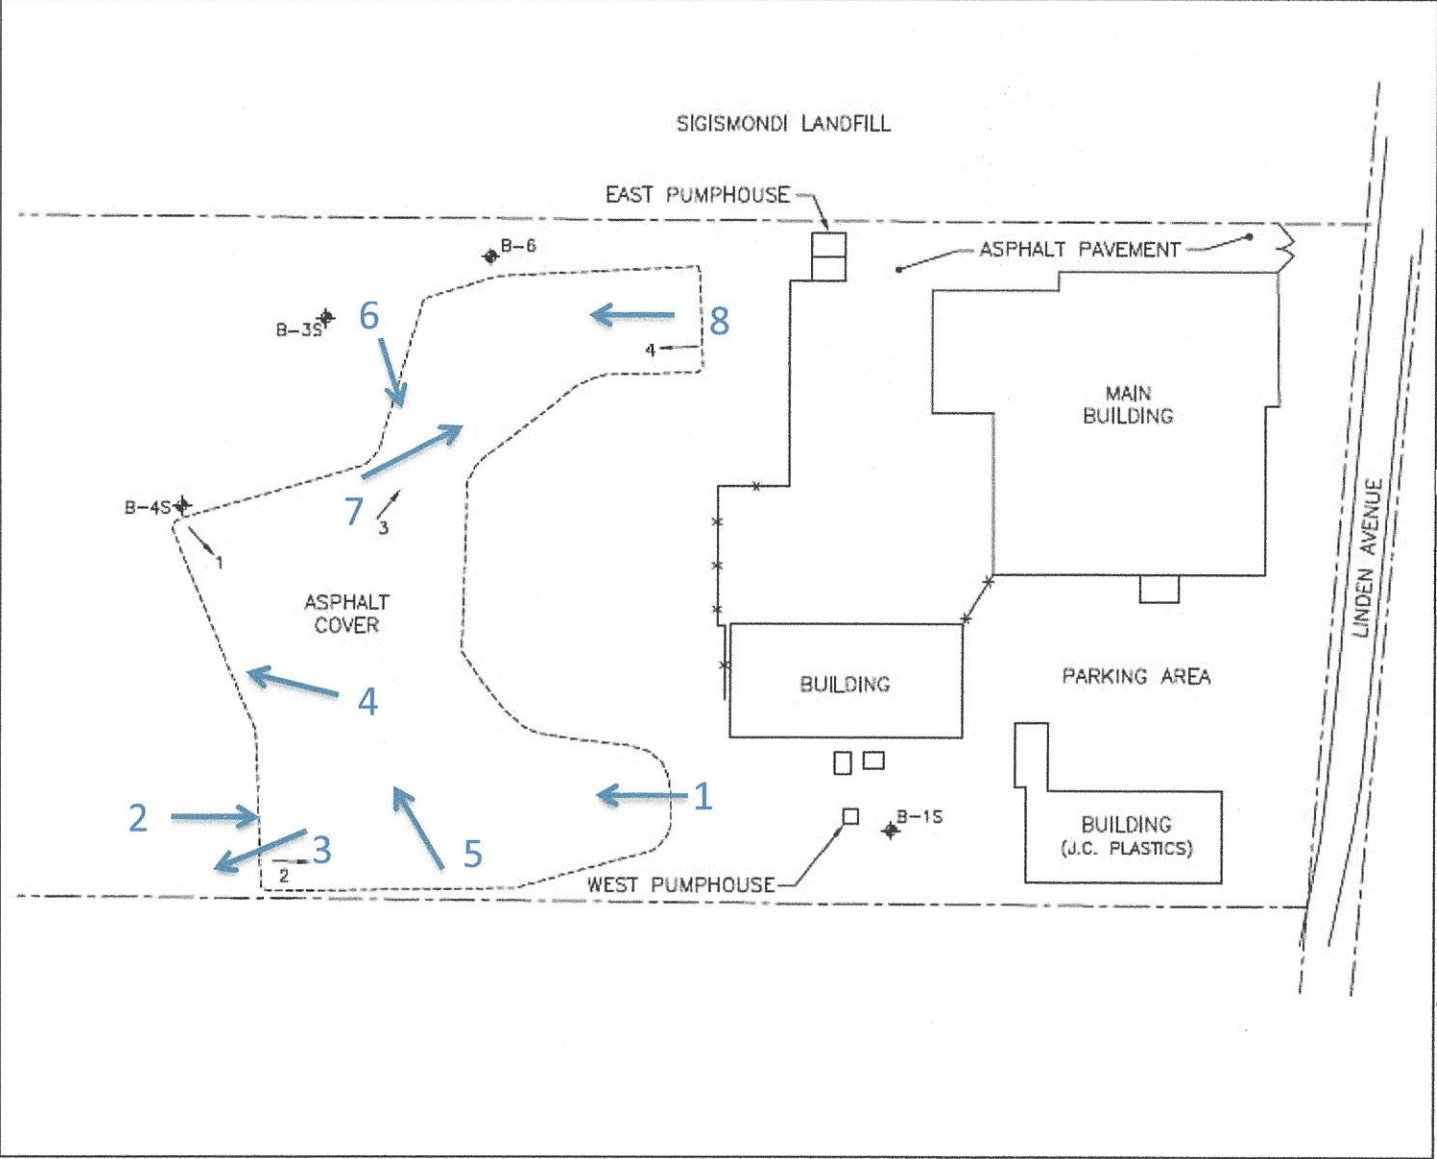 SIGISMONDI LANDFILL
EAST PUMPHOUSE
B-6
ASPHALT PAVEMENT
B-3S
6
8
4
MAIN
BUILDING
B-4S
7
3
1
LINDEN AVENUE
ASPHALT
COVER
4
BUILDING
PARKING AREA
1
2
3
5
2
B-1S
BUILDING
(J.C. PLASTICS)
WEST PUMPHOUSE